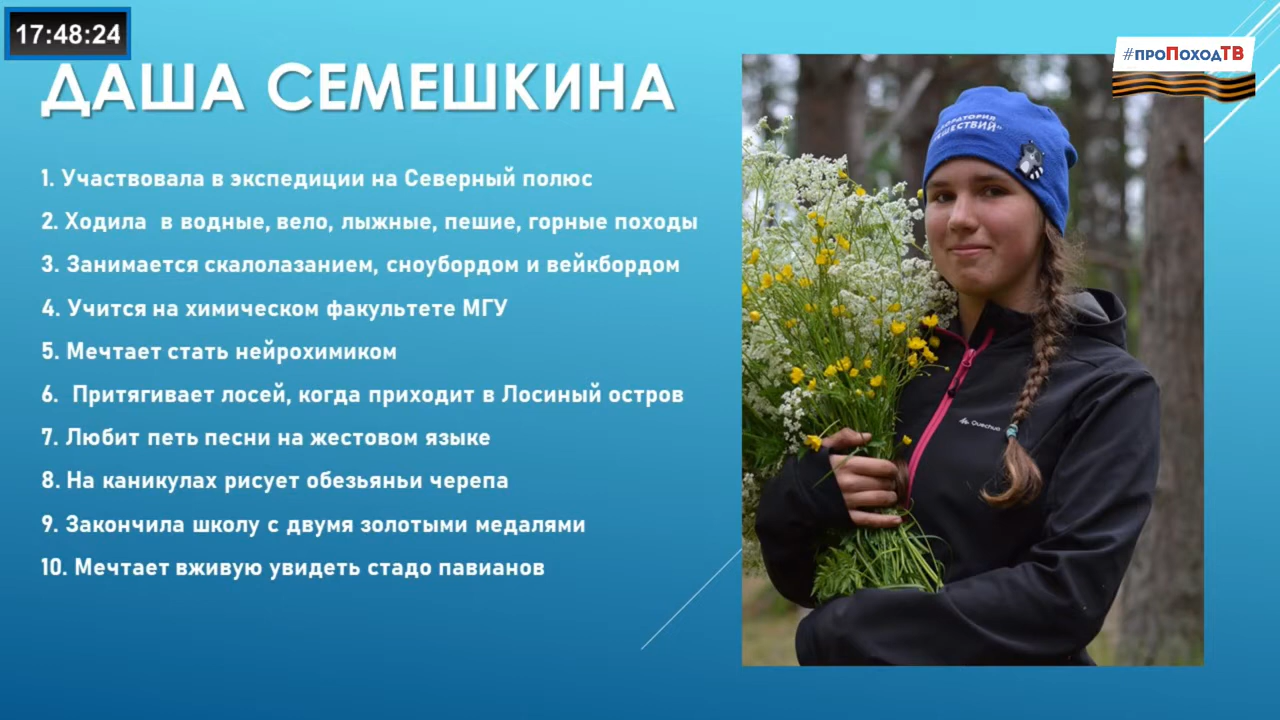 17:48:24
#проПоходТВ
ДАША СЕМЕШКИНА
1. Участвовала в экспедиции на Северный полюс
2. Ходила в водные, вело, лыжные, пешие, горные походы
3. Занимается скалолазанием, сноубордом и вейкбордом
4. Учится на химическом факультете МГУ
5. Мечтает стать нейрохимиком
6. Притягивает лосей, когда приходит в Лосиный остров
7. Любит петь песни на жестовом языке
8. На каникулах рисует обезьяньи черепа
9. Закончила школу с двумя золотыми медалями
10. Мечтает вживую увидеть стадо павианов
Quechua